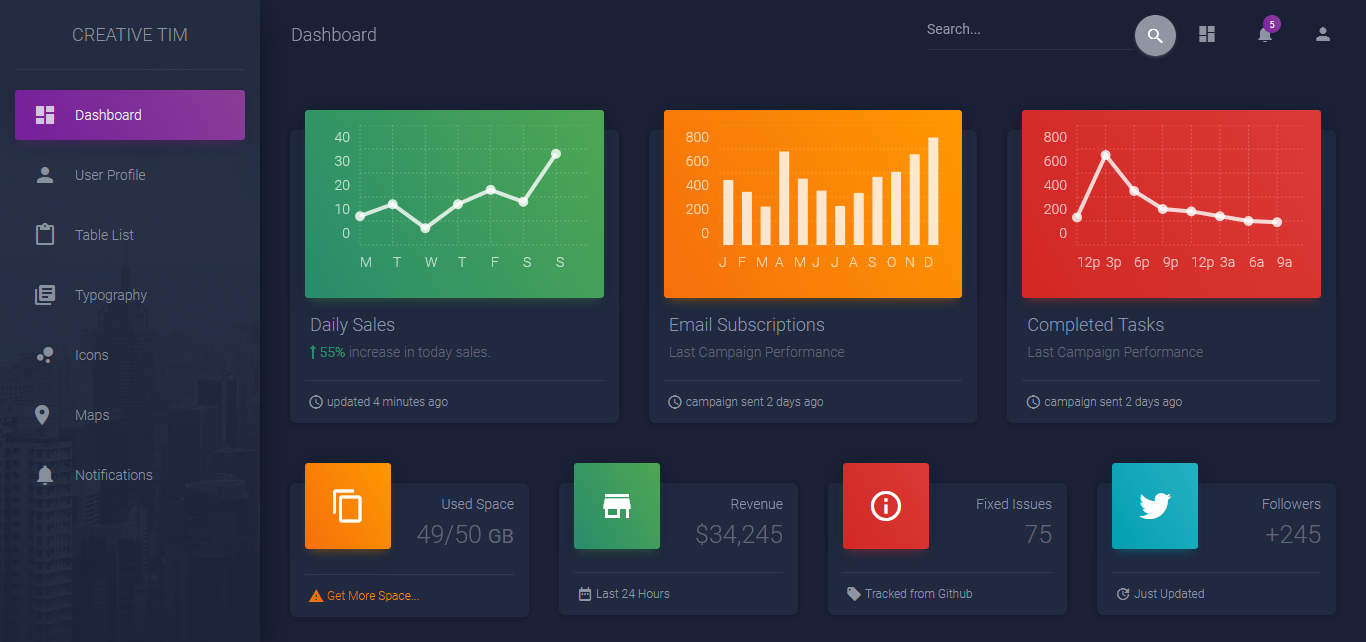 CREATIVE TIM
Dashboard
User Profile
Table List
Typography
Icons
Maps
Notifications
Dashboard
Search...
5
40
30
20
10
0
M T W T F S S
Daily Sales
55% increase in today sales.
updated 4 minutes ago
800
600
400
200
0
J F M A M J J A S O N D
Email Subscriptions
Last Campaign Performance
campaign sent 2 days ago
800
600
400
200
0
12p 3p 6p 9p 12p 3a 6a 9a
Completed Tasks
Last Campaign Performance
campaign sent 2 days ago
Used Space
49/50 GB
Get More Space...
Revenue
$34,245
Last 24 Hours
Fixed Issues
75
Tracked from Github
Followers
+245
Just Updated